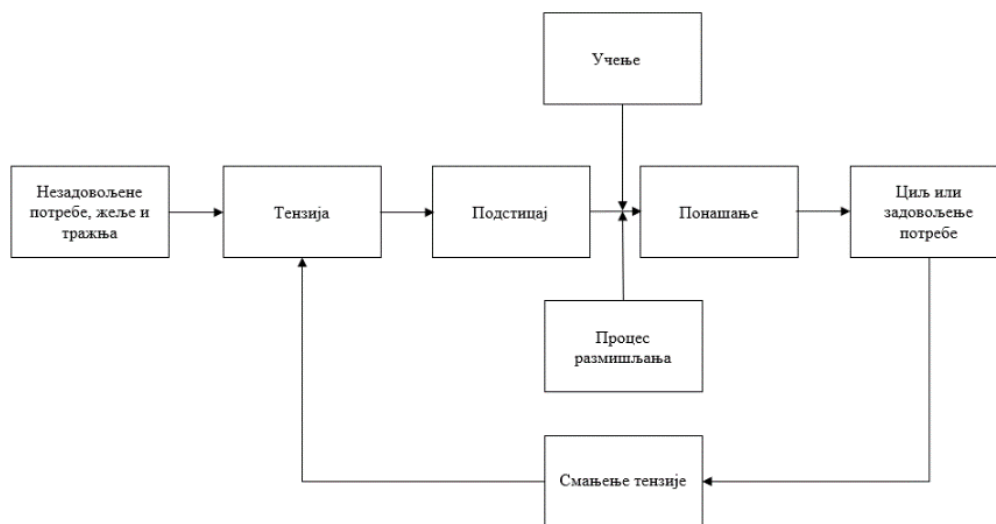 Учење
Незадовољене
потребе, жеље и
тражња
Тензија
Подстицај
Понашање
Циљ или
задовољење
потребе
Процес
размишљања
Смањење тензије